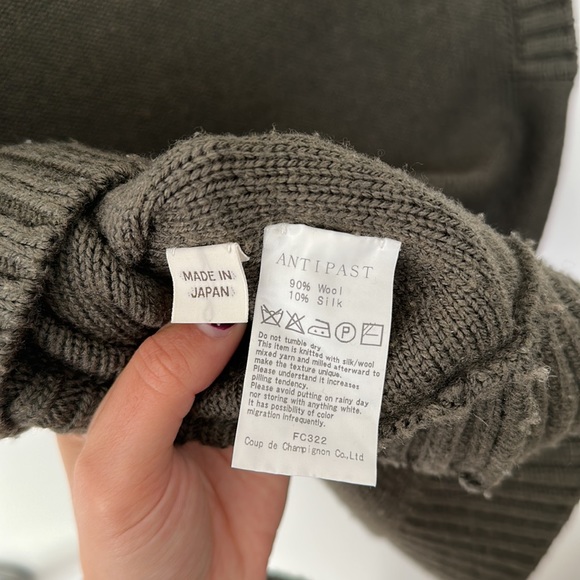 MADE IN
JAPAN
ANTIPAST
90% Wool
10% Silk
Do not tumble dry
This item is knitted with silk/wool
mixed yarn and milled afterward to
make the texture unique.
Please understand it increases
pilling tendency.
Please avoid putting on rainy day
nor storing with anything white.
It has possibility of color
migration infrequently.
FC322
Coup de Champignon Co.,Ltd